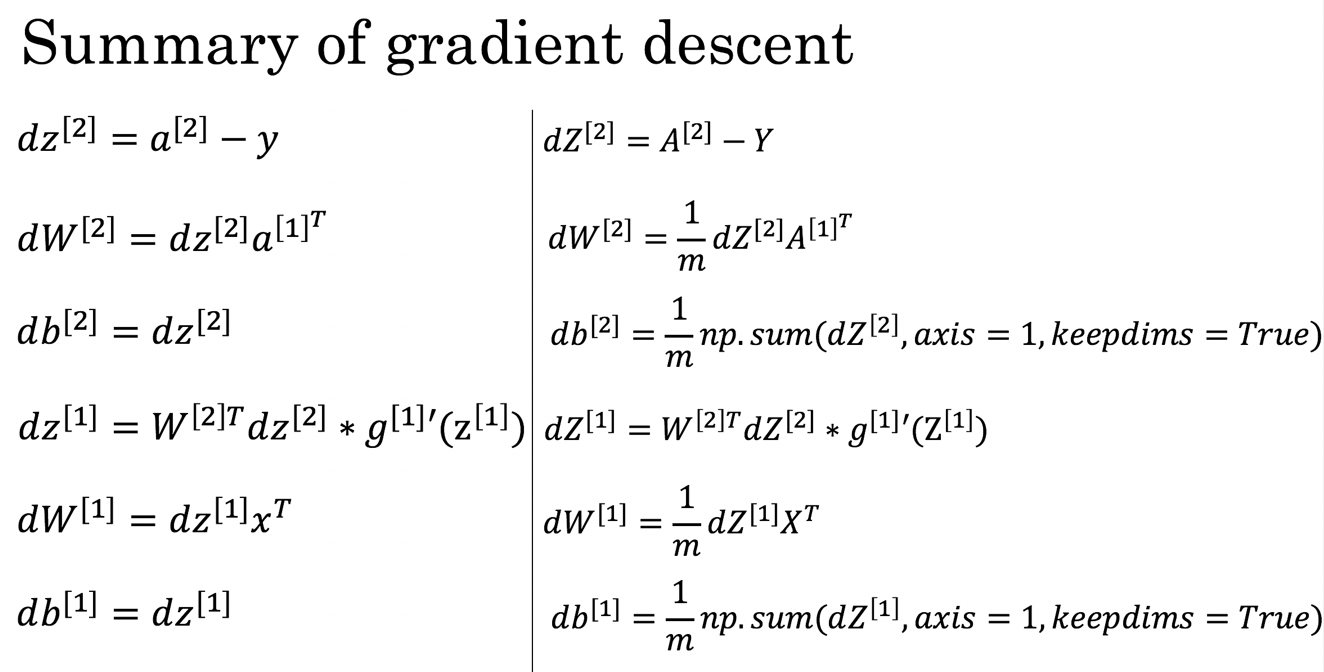 Summary of gradient descent
dz^[2] = a^[2] − y
dW^[2] = dz^[2]a^[1]^T
db^[2] = dz^[2]
dz^[1] = W^[2]T dz^[2] * g^[1]′(z^[1])
dW^[1] = dz^[1]x^T
db^[1] = dz^[1]
dZ^[2] = A^[2] − Y
dW^[2] = 1/m dZ^[2]A^[1]^T
db^[2] = 1/m np.sum(dZ^[2], axis = 1, keepdims = True)
dZ^[1] = W^[2]T dZ^[2] * g^[1]′(Z^[1])
dW^[1] = 1/m dZ^[1]X^T
db^[1] = 1/m np.sum(dZ^[1], axis = 1, keepdims = True)